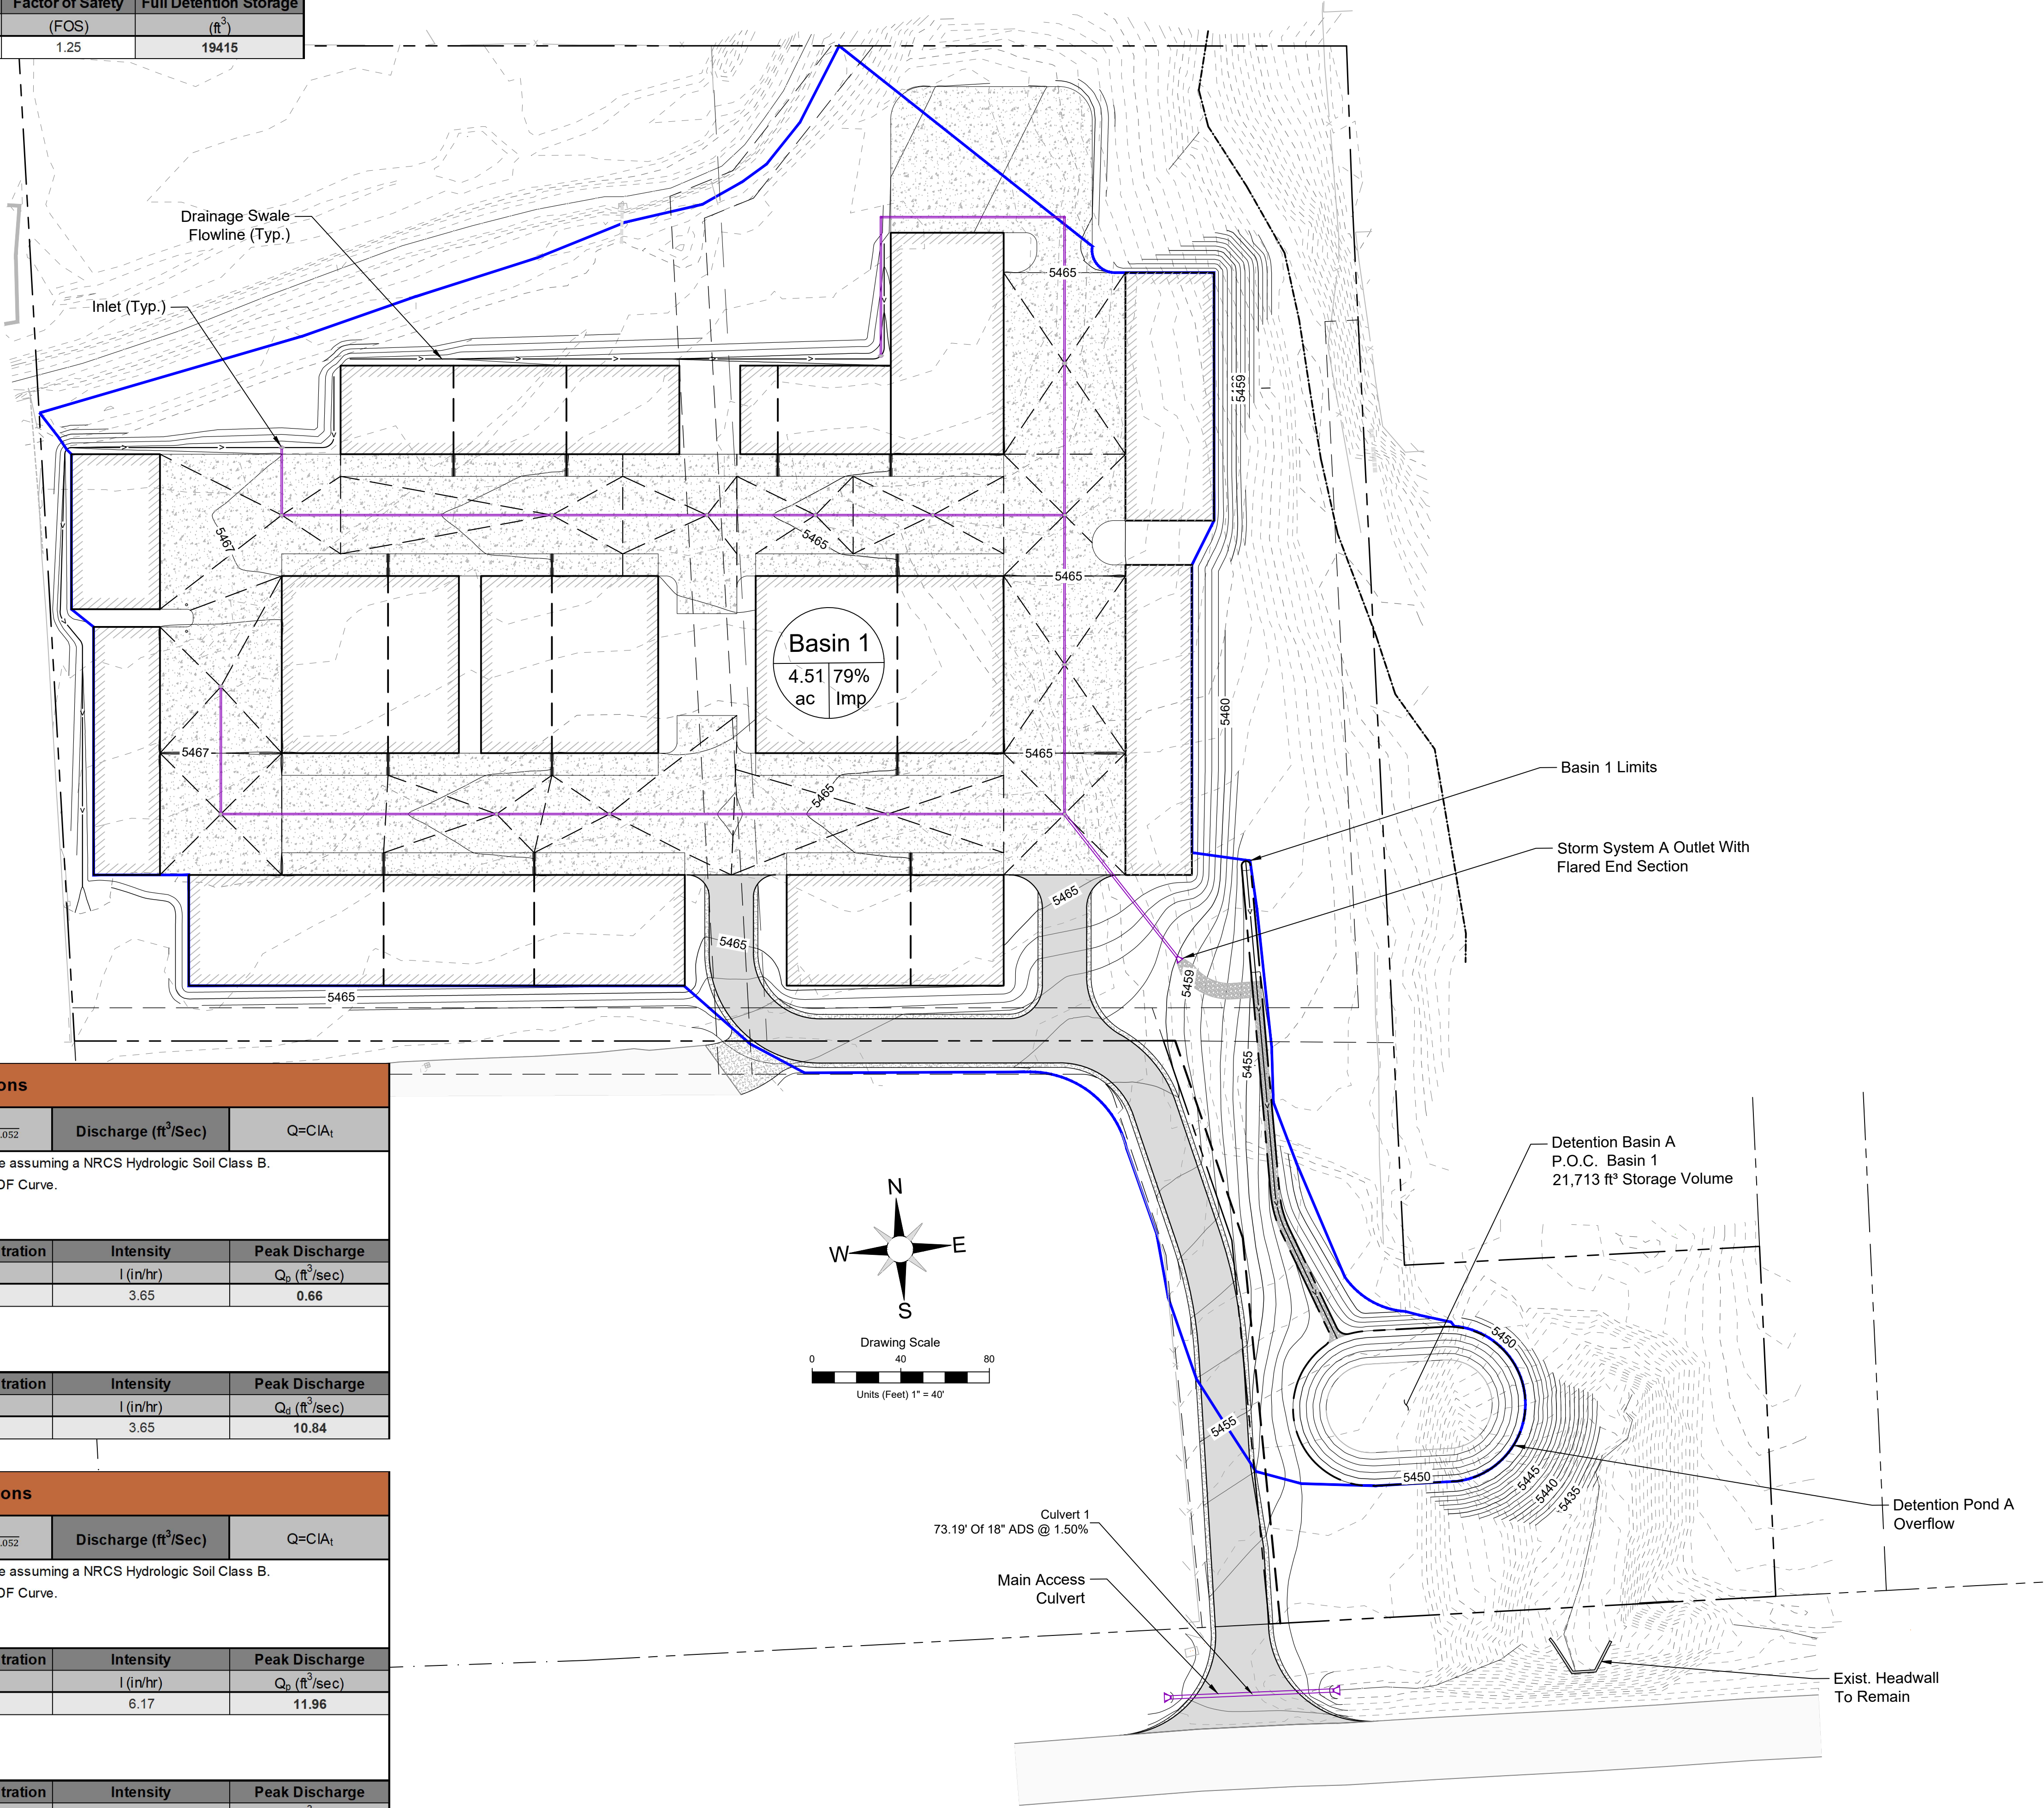 Factor of Safety
Full Detention Storage
(FOS)
(ft³)
1.25
19415
Drainage Swale
Flowline (Typ.)
Inlet (Typ.)
5465
5459
5467
5465
5465
Basin 1
4.51
ac
79%
Imp
5460
5467
5465
5465
Basin 1 Limits
Storm System A Outlet With
Flared End Section
5465
5465
5459
5465
5455
ons
.052
Discharge (ft³/Sec)
Q=CIAt
e assuming a NRCS Hydrologic Soil Class B.
DF Curve.
tration
Intensity
Peak Discharge
I (in/hr)
Qp (ft³/sec)
3.65
0.66
tration
Intensity
Peak Discharge
I (in/hr)
Qd (ft³/sec)
3.65
10.84
Detention Basin A
P.O.C. Basin 1
21,713 ft³ Storage Volume
N
W
E
S
Drawing Scale
0
40
80
Units (Feet) 1" = 40'
5450
5455
5450
5445
5440
5435
ons
.052
Discharge (ft³/Sec)
Q=CIAt
e assuming a NRCS Hydrologic Soil Class B.
DF Curve.
tration
Intensity
Peak Discharge
I (in/hr)
Qp (ft³/sec)
6.17
11.96
tration
Intensity
Peak Discharge
Detention Pond A
Overflow
Culvert 1
73.19' Of 18" ADS @ 1.50%
Main Access
Culvert
Exist. Headwall
To Remain